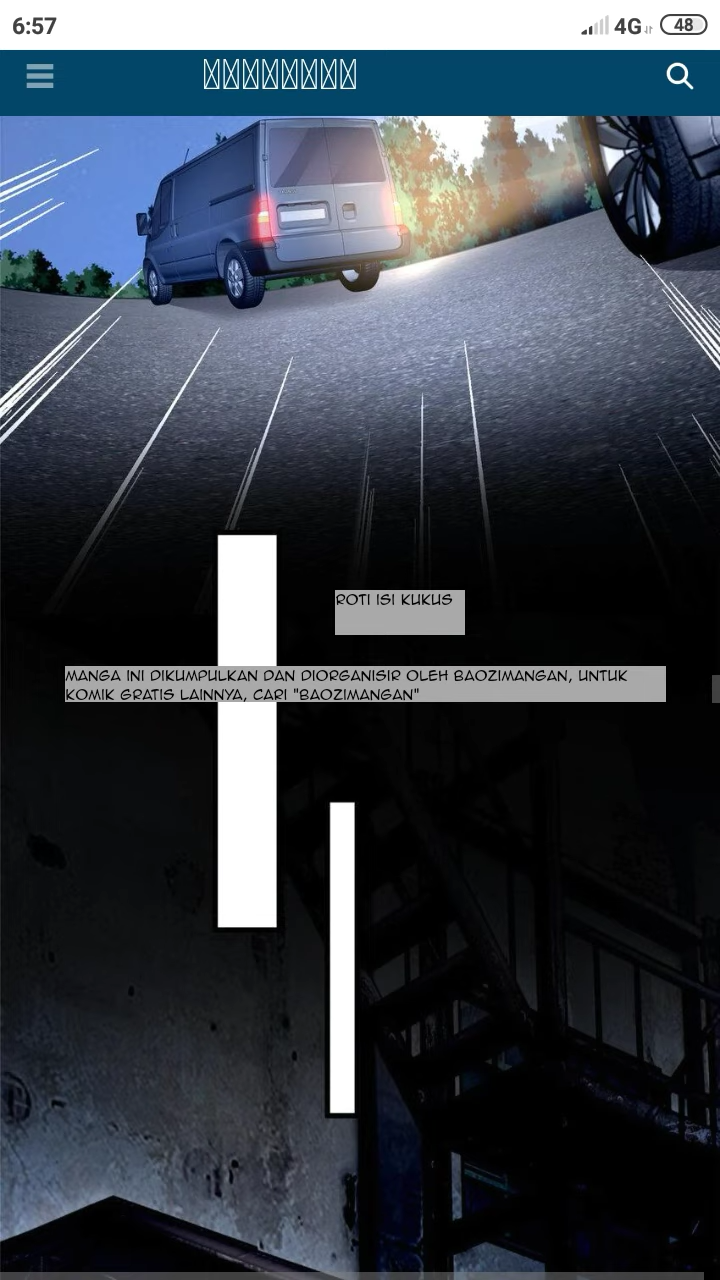 6:57
4G
48
ROTI ISI KUKUS
MANGA INI DIKUMPULKAN DAN DIORGANISIR OLEH BAOZIMANGAN, UNTUK
KOMIK GRATIS LAINNYA, CARI "BAOZIMANGAN"